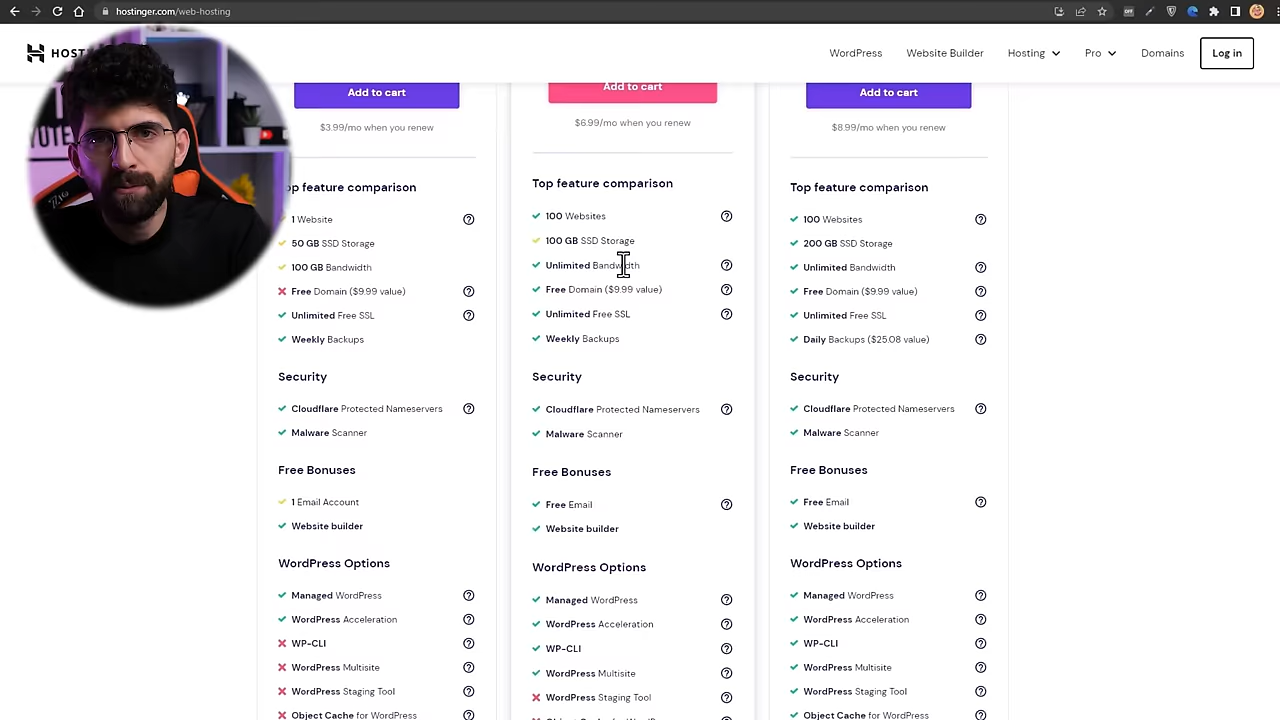 hostinger.com/web-hosting
HOST
WordPress
Website Builder
Hosting
Pro
Domains
Log in
Add to cart
$3.99/mo when you renew
Top feature comparison
1 Website
50 GB SSD Storage
100 GB Bandwidth
Free Domain ($9.99 value)
Unlimited Free SSL
Weekly Backups
Security
Cloudflare Protected Nameservers
Malware Scanner
Free Bonuses
1 Email Account
Website builder
WordPress Options
Managed WordPress
WordPress Acceleration
WP-CLI
WordPress Multisite
WordPress Staging Tool
Object Cache for WordPress
Add to cart
$6.99/mo when you renew
Top feature comparison
100 Websites
100 GB SSD Storage
Unlimited Bandwidth
Free Domain ($9.99 value)
Unlimited Free SSL
Weekly Backups
Security
Cloudflare Protected Nameservers
Malware Scanner
Free Bonuses
Free Email
Website builder
WordPress Options
Managed WordPress
WordPress Acceleration
WP-CLI
WordPress Multisite
WordPress Staging Tool
Add to cart
$8.99/mo when you renew
Top feature comparison
100 Websites
200 GB SSD Storage
Unlimited Bandwidth
Free Domain ($9.99 value)
Unlimited Free SSL
Daily Backups ($25.08 value)
Security
Cloudflare Protected Nameservers
Malware Scanner
Free Bonuses
Free Email
Website builder
WordPress Options
Managed WordPress
WordPress Acceleration
WP-CLI
WordPress Multisite
WordPress Staging Tool
Object Cache for WordPress